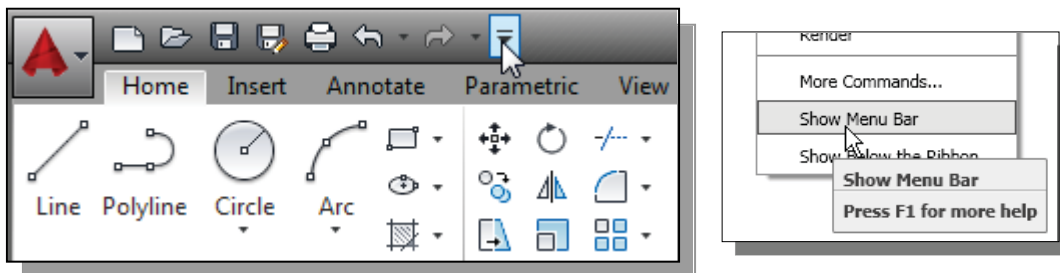 Home Insert Annotate Parametric View
Line Polyline Circle Arc
Render
More Commands...
Show Menu Bar
Show Below the Ribbon
Show Menu Bar
Press F1 for more help